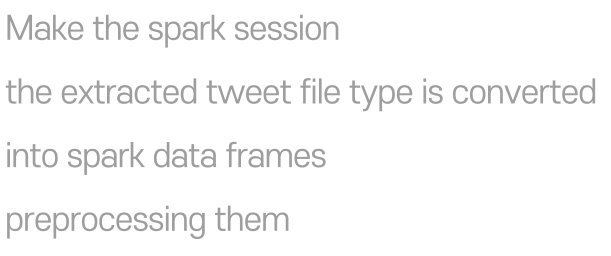 Make the spark session
the extracted tweet file type is converted
into spark data frames
preprocessing them